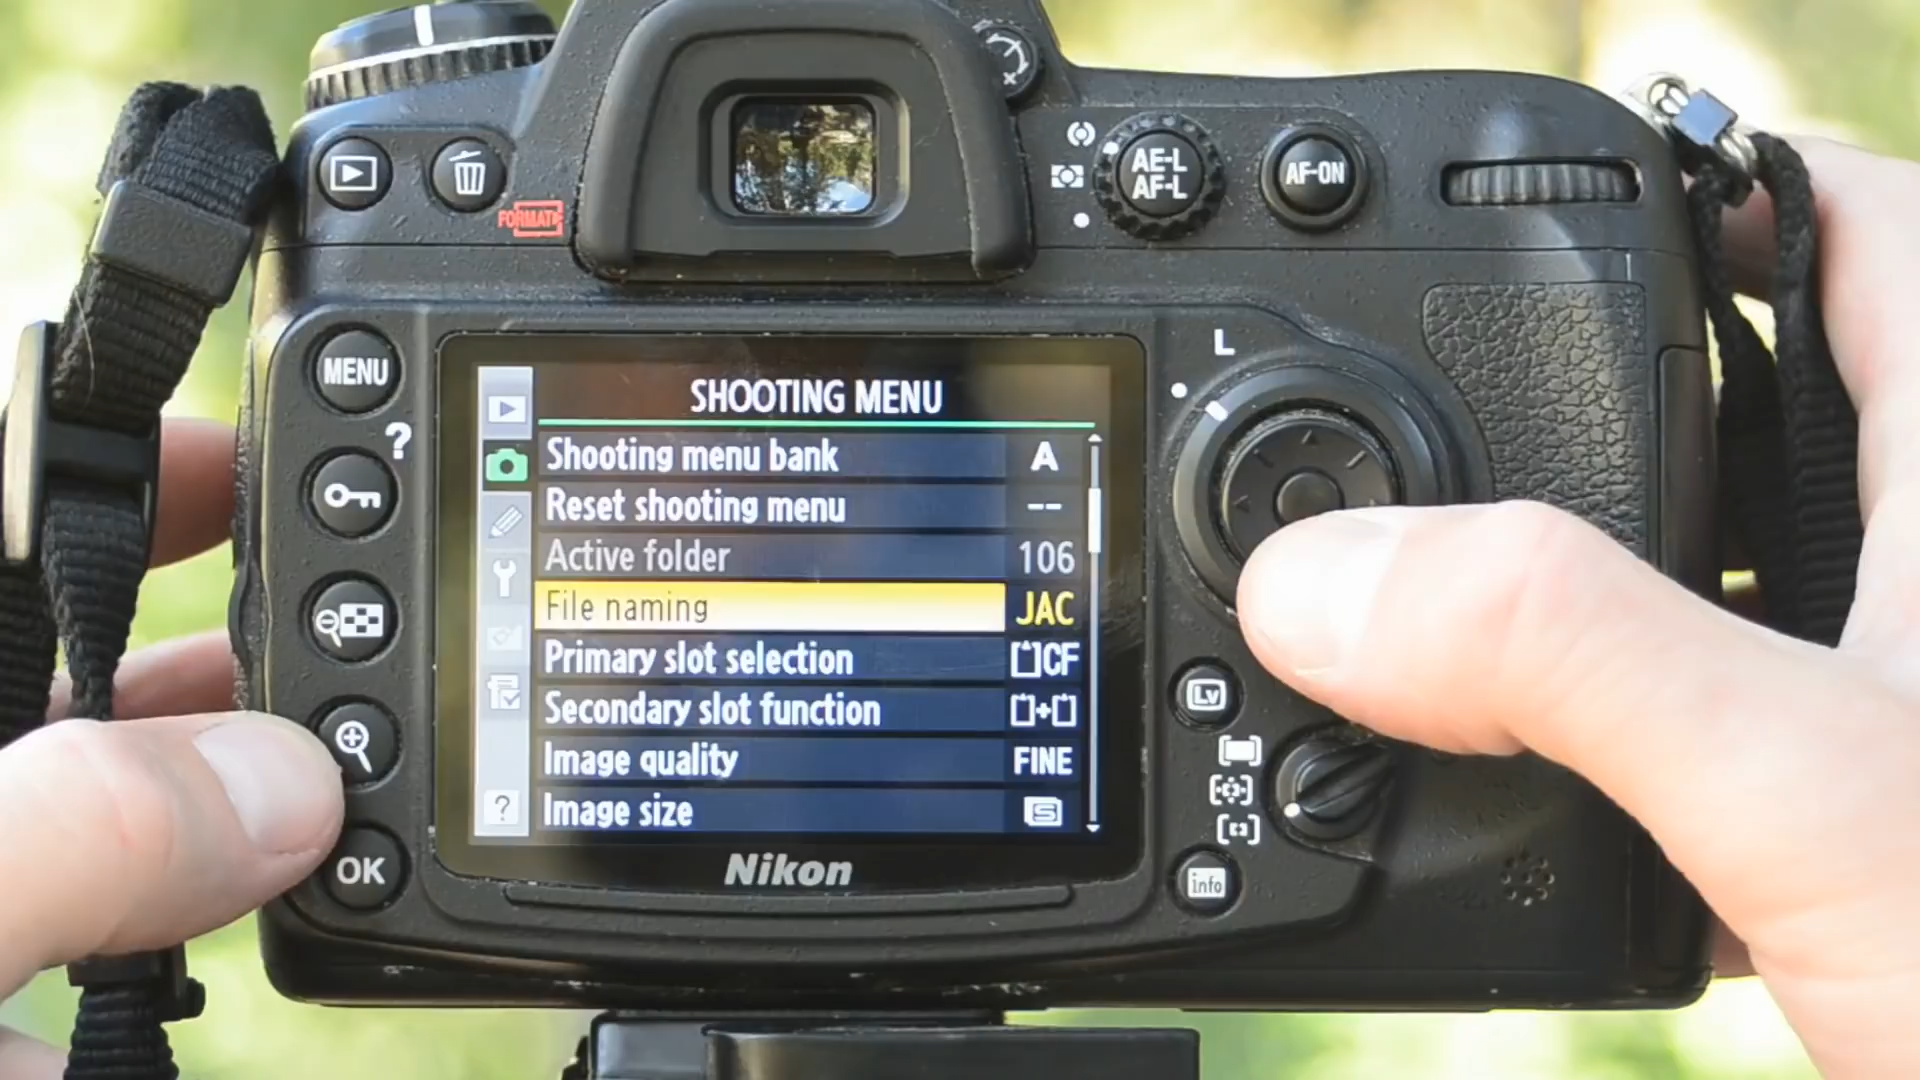 FORMAT
AE-L
AF-L
AF-ON
MENU
?
L
SHOOTING MENU
Shooting menu bank A
Reset shooting menu --
Active folder 106
File naming JAC
Primary slot selection CF
Secondary slot function +
Image quality FINE
Image size S
?
Lv
OK
Nikon
info